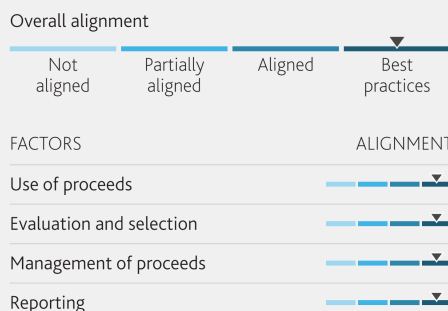 Overall alignment
Not aligned
Partially aligned
Aligned
Best practices
FACTORS ALIGNMENT
Use of proceeds
Evaluation and selection
Management of proceeds
Reporting